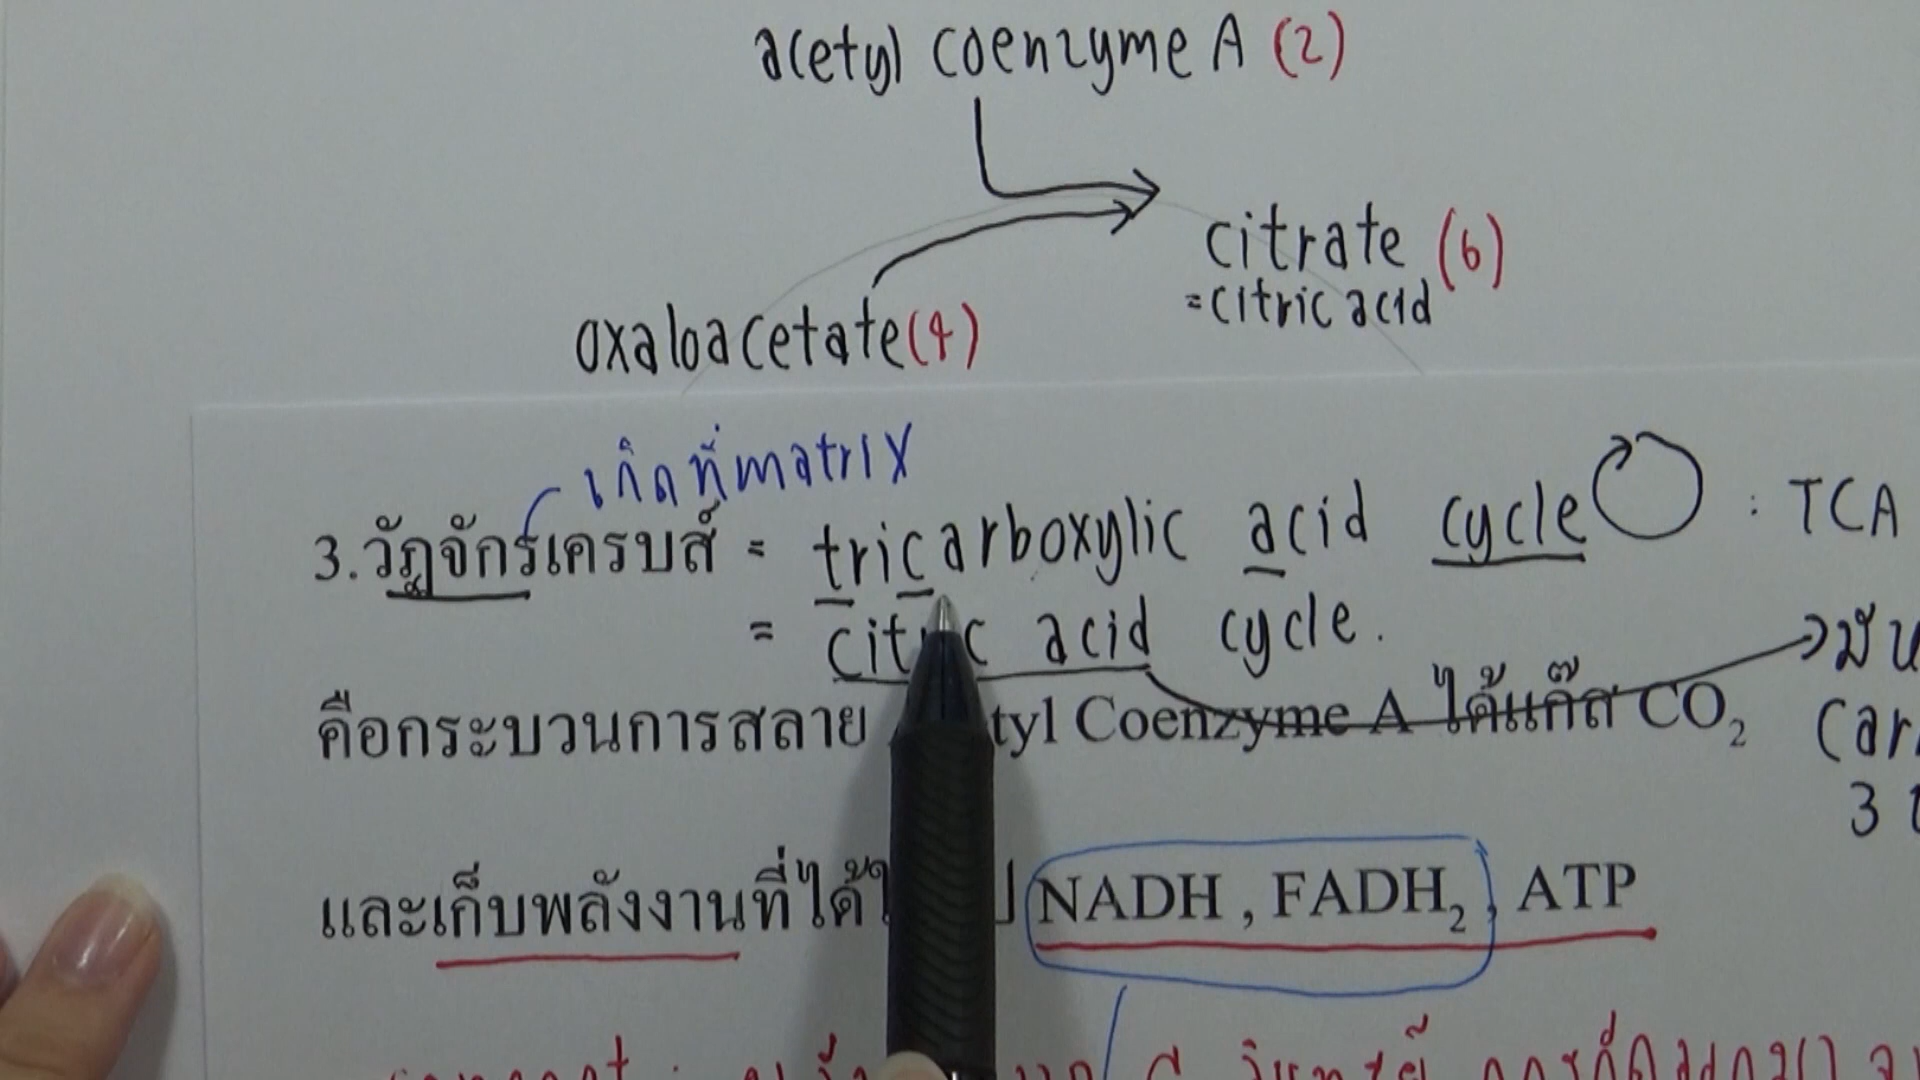 acetyl coenzyme A (2)
citrate (6)
= citric acid
oxaloacetate (4)
เกิดที่ matrix
3. วัฏจักรเครบส์ = tricarboxylic acid cycle : TCA
= citric acid cycle.
คือกระบวนการสลาย Coenzyme A ได้แก๊ส CO₂
3
และเก็บพลังงานที่ได้ NADH , FADH₂ , ATP